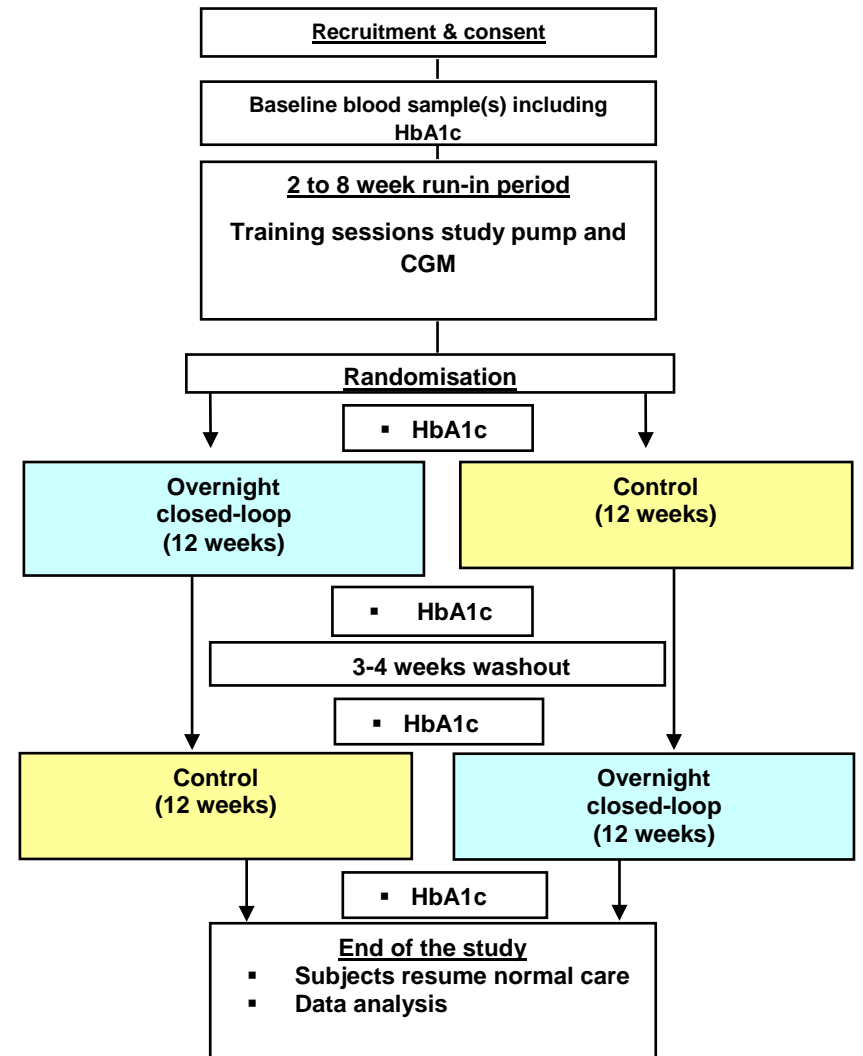 Recruitment & consent
Baseline blood sample(s) including
HbA1c
2 to 8 week run-in period
Training sessions study pump and
CGM
Randomisation
▪ HbA1c
Overnight
closed-loop
(12 weeks)
Control
(12 weeks)
▪ HbA1c
3-4 weeks washout
▪ HbA1c
Control
(12 weeks)
Overnight
closed-loop
(12 weeks)
▪ HbA1c
End of the study
▪ Subjects resume normal care
▪ Data analysis